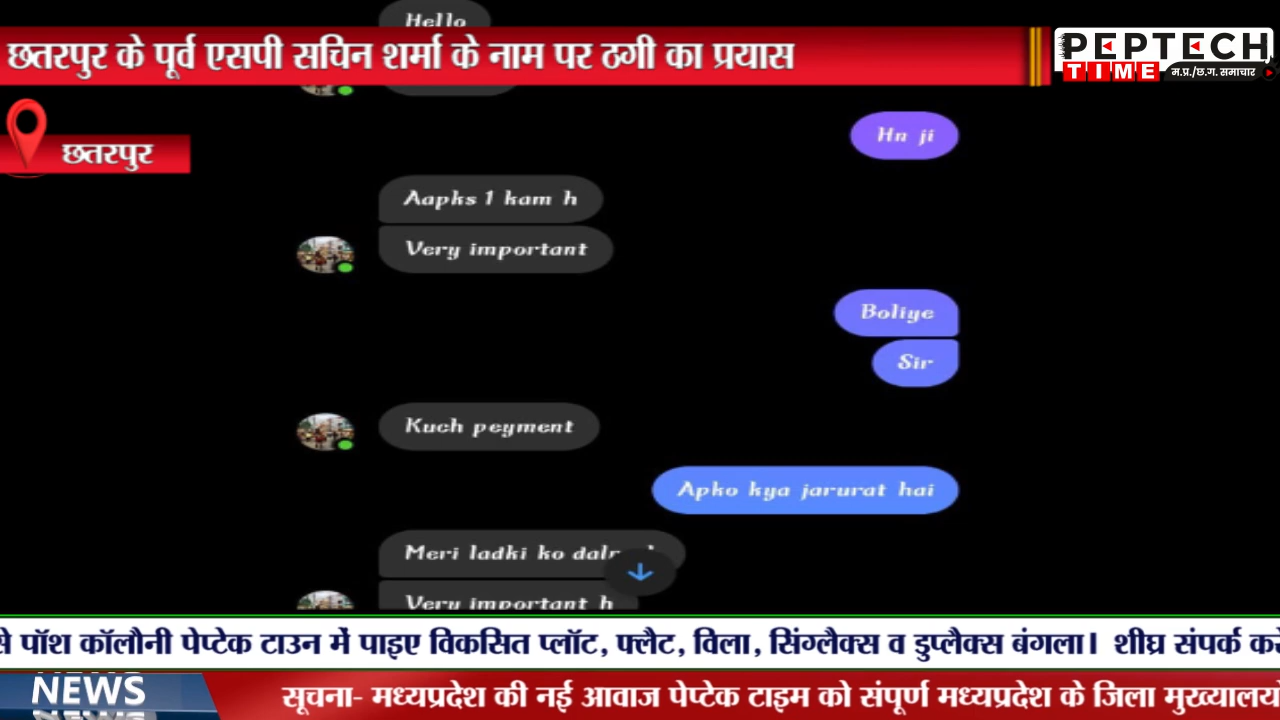 Hello
छतरपुर के पूर्व एसपी सचिन शर्मा के नाम पर ठगी का प्रयास
PEPTECH
TIME म.प्र./छ.ग. समाचार
छतरपुर
Hn ji
Aapks 1 kam h
Very important
Boliye
Sir
Kuch peyment
Apko kya jarurat hai
Meri ladki ko
Very important h
से पॉश कॉलौनी पेप्टेक टाउन में पाइए विकसित प्लॉट, फ्लैट, विला, सिंग्लैक्स व डुप्लैक्स बंगला। शीघ्र संपर्क करें
NEWS
सूचना- मध्यप्रदेश की नई आवाज पेप्टेक टाइम को संपूर्ण मध्यप्रदेश के जिला मुख्यालयों